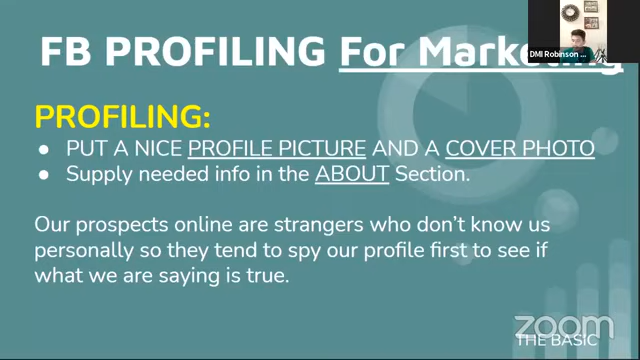 FB PROFILING For Marketing
DMI Robinson ...
PROFILING:
● PUT A NICE PROFILE PICTURE AND A COVER PHOTO
● Supply needed info in the ABOUT Section.
Our prospects online are strangers who don't know us
personally so they tend to spy our profile first to see if
what we are saying is true.
zoom
THE BASIC